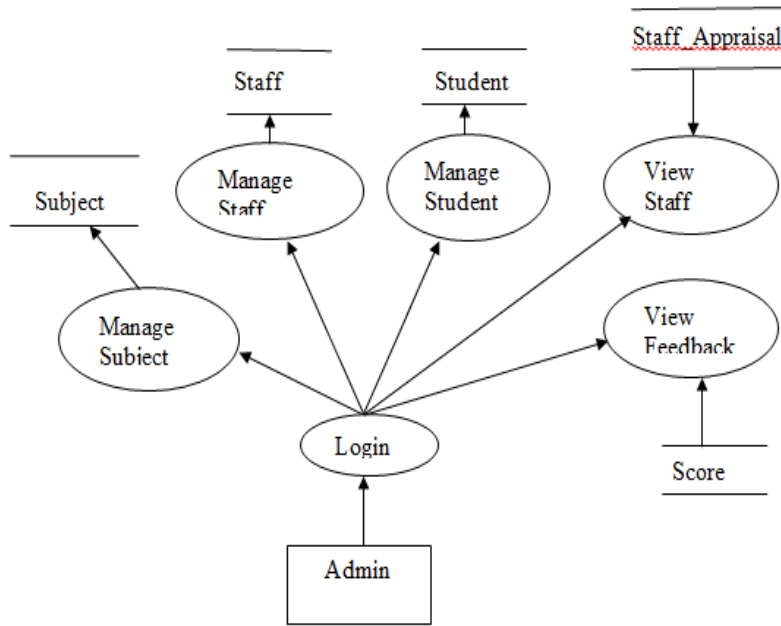 Staff_Appraisal
Staff
Student
Manage
Staff
Manage
Student
View
Staff
Subject
Manage
Subject
View
Feedback
Login
Score
Admin